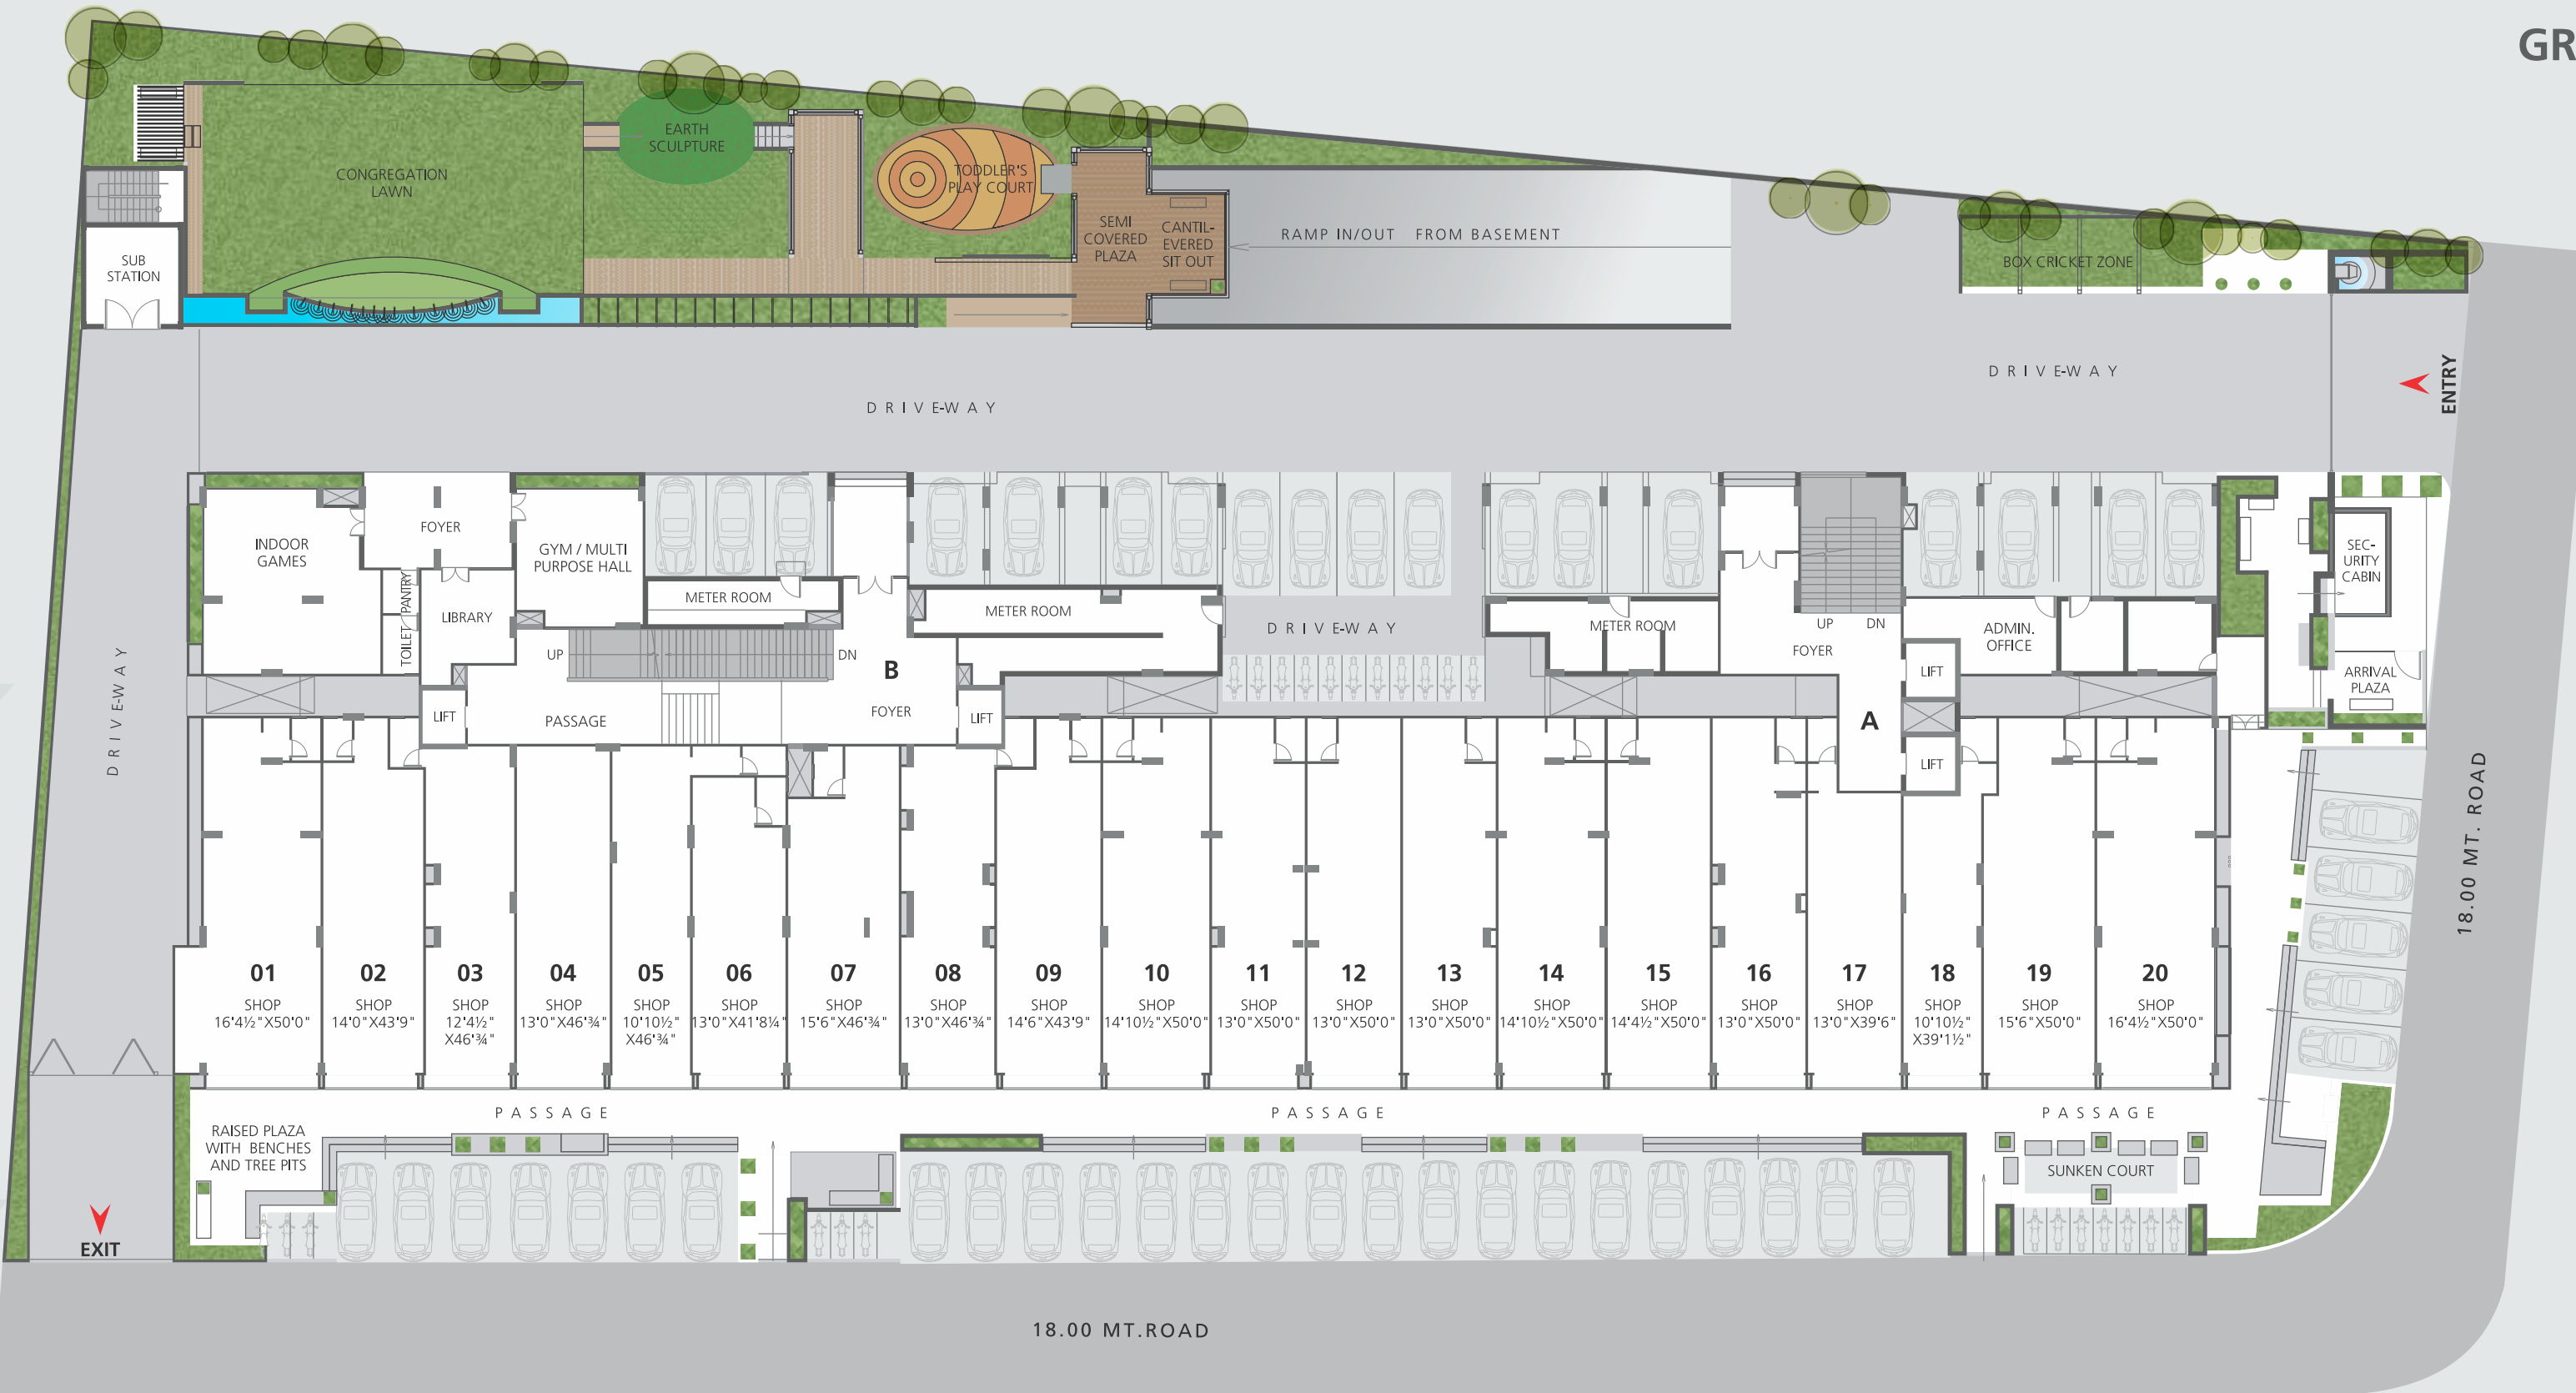 GR
EARTH
SCULPTURE
CONGREGATION
LAWN
TODDLER'S
PLAY COURT
SEMI
COVERED
PLAZA
CANTIL-
EVERED
SIT OUT
RAMP IN/OUT FROM BASEMENT
SUB
STATION
BOX CRICKET ZONE
DRIVE-WAY
DRIVE-WAY
ENTRY
INDOOR
GAMES
FOYER
GYM / MULTI
PURPOSE HALL
PANTRY
TOILET
LIBRARY
METER ROOM
METER ROOM
DRIVE-WAY
METER ROOM
UP
DN
FOYER
ADMIN.
OFFICE
SEC-
URITY
CABIN
ARRIVAL
PLAZA
UP
DN
B
FOYER
LIFT
PASSAGE
LIFT
LIFT
A
LIFT
DRIVE-WAY
18.00 MT. ROAD
01
SHOP
16'4½"X50'0"
02
SHOP
14'0"X43'9"
03
SHOP
12'4½"
X46'¾"
04
SHOP
13'0"X46'¾"
05
SHOP
10'10½"
X46'¾"
06
SHOP
13'0"X41'8¼"
07
SHOP
15'6"X46'¾"
08
SHOP
13'0"X46'¾"
09
SHOP
14'6"X43'9"
10
SHOP
14'10½"X50'0"
11
SHOP
13'0"X50'0"
12
SHOP
13'0"X50'0"
13
SHOP
13'0"X50'0"
14
SHOP
14'10½"X50'0"
15
SHOP
14'4½"X50'0"
16
SHOP
13'0"X50'0"
17
SHOP
13'0"X39'6"
18
SHOP
10'10½"
X39'1½"
19
SHOP
15'6"X50'0"
20
SHOP
16'4½"X50'0"
PASSAGE
PASSAGE
PASSAGE
RAISED PLAZA
WITH BENCHES
AND TREE PITS
SUNKEN COURT
EXIT
18.00 MT.ROAD